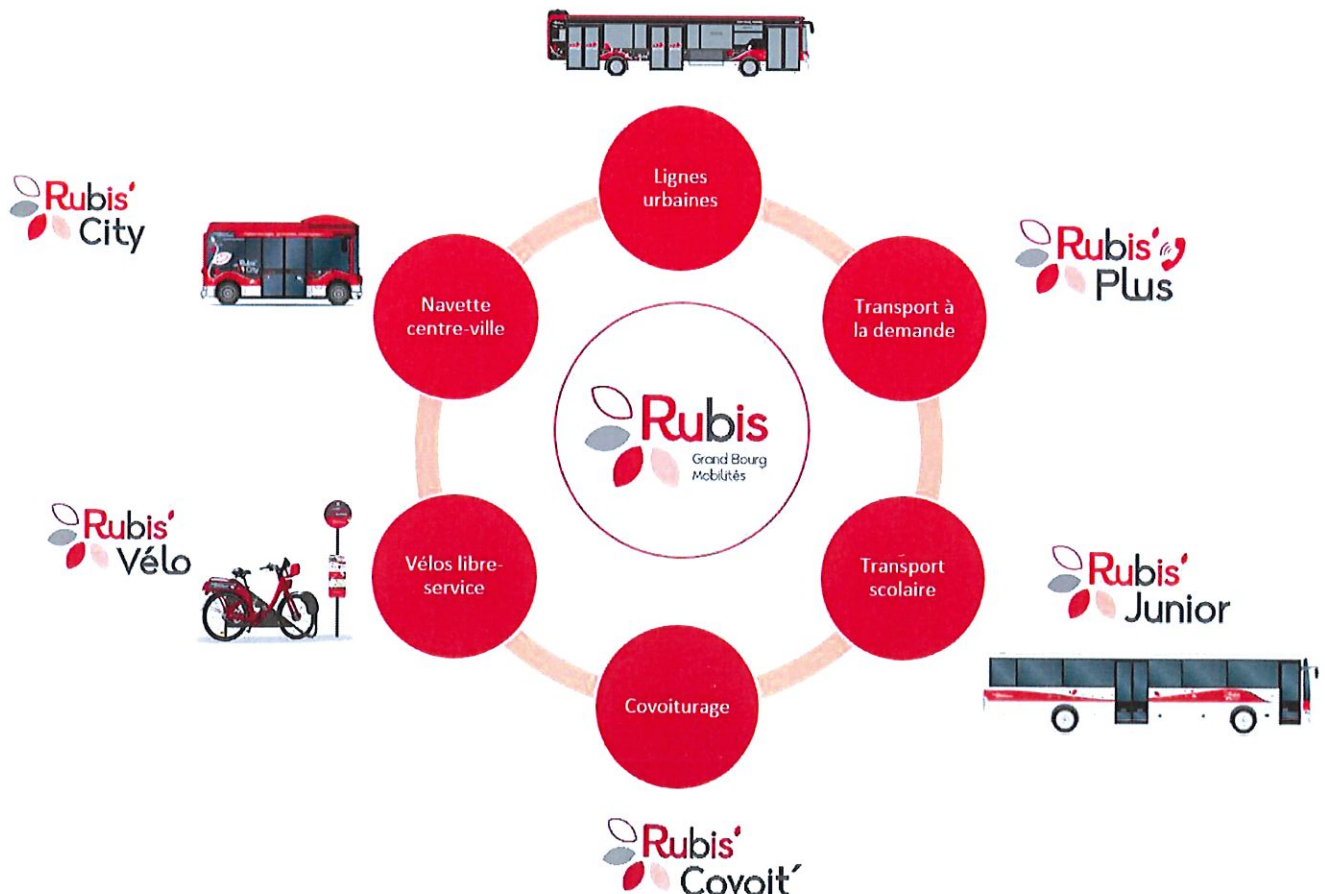 Lignes
urbaines
Rubis'
City
Rubis'
Plus
Navette
centre-ville
Transport à
la demande
Rubis
Grand Bourg
Mobilités
Rubis'
Vélo
Vélos libre-
service
Transport
scolaire
Rubis'
Junior
Covoiturage
Rubis'
Covoit'